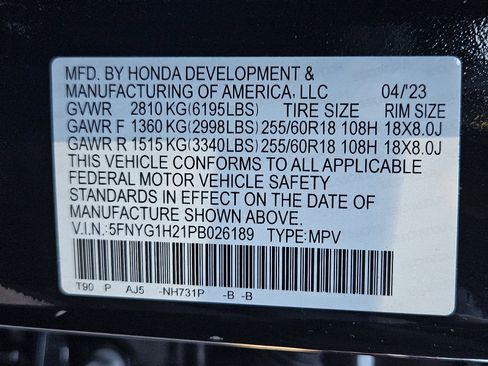 MFD. BY HONDA DEVELOPMENT &
MANUFACTURING OF AMERICA, LLC 04/'23
GVWR 2810 KG(6195LBS) TIRE SIZE RIM SIZE
GAWR F 1360 KG(2998LBS) 255/60R18 108H 18X8.0J
GAWR R 1515 KG(3340LBS) 255/60R18 108H 18X8.0J
THIS VEHICLE CONFORMS TO ALL APPLICABLE
FEDERAL MOTOR VEHICLE SAFETY
STANDARDS IN EFFECT ON THE DATE OF
MANUFACTURE SHOWN ABOVE.
V.I.N.:5FNYG1H21PB026189 TYPE:MPV
T90 P AJ5 -NH731P -B -B